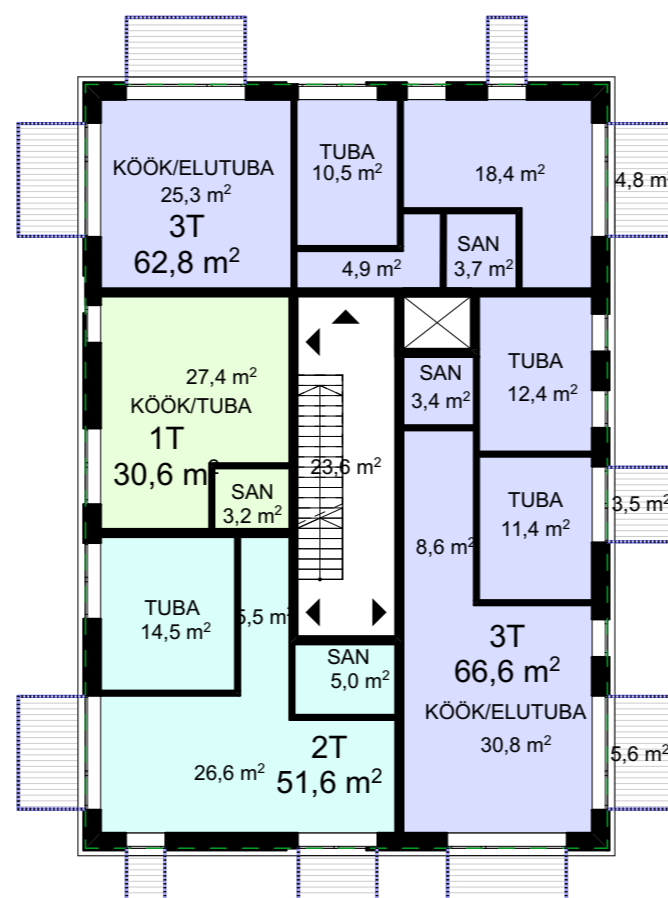 KÖÖK/ELUTUBA
25,3 m²
3T
62,8 m²
TUBA
10,5 m²
18,4 m²
4,8 m²
4,9 m²
SAN
3,7 m²
27,4 m²
KÖÖK/TUBA
1T
30,6 m²
SAN
3,2 m²
23,6 m²
SAN
3,4 m²
TUBA
12,4 m²
TUBA
11,4 m²
3,5 m²
8,6 m²
TUBA
14,5 m²
5,5 m²
SAN
5,0 m²
3T
66,6 m²
KÖÖK/ELUTUBA
30,8 m²
5,6 m²
26,6 m²
2T
51,6 m²